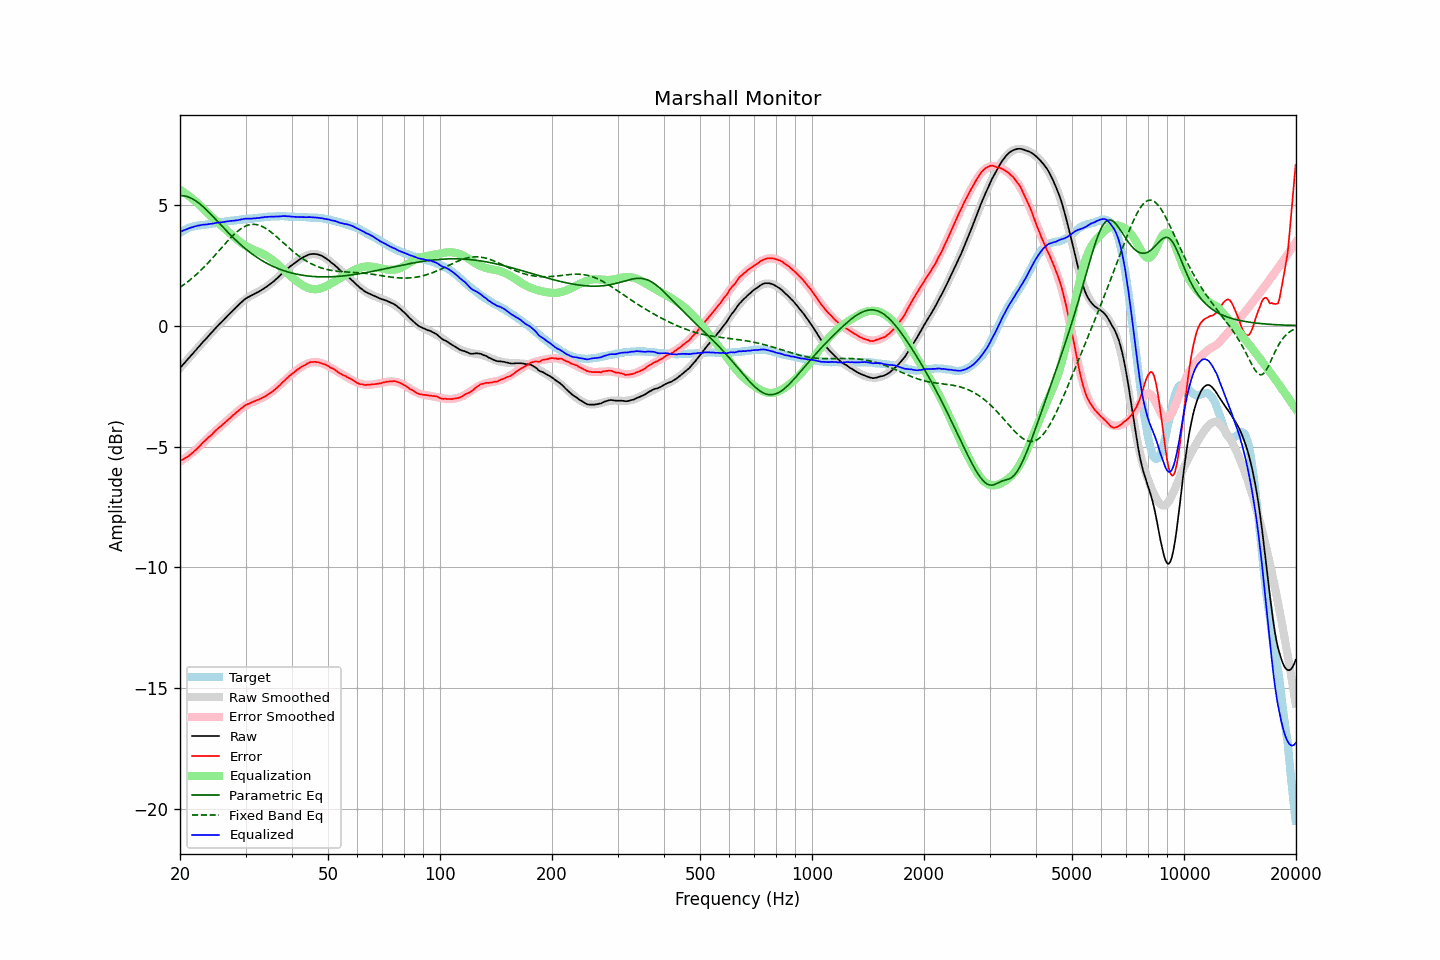 Marshall Monitor
Amplitude (dBr)
5
0
−5
−10
−15
−20
Target
Raw Smoothed
Error Smoothed
Raw
Error
Equalization
Parametric Eq
Fixed Band Eq
Equalized
20 50 100 200 500 1000 2000 5000 10000 20000
Frequency (Hz)